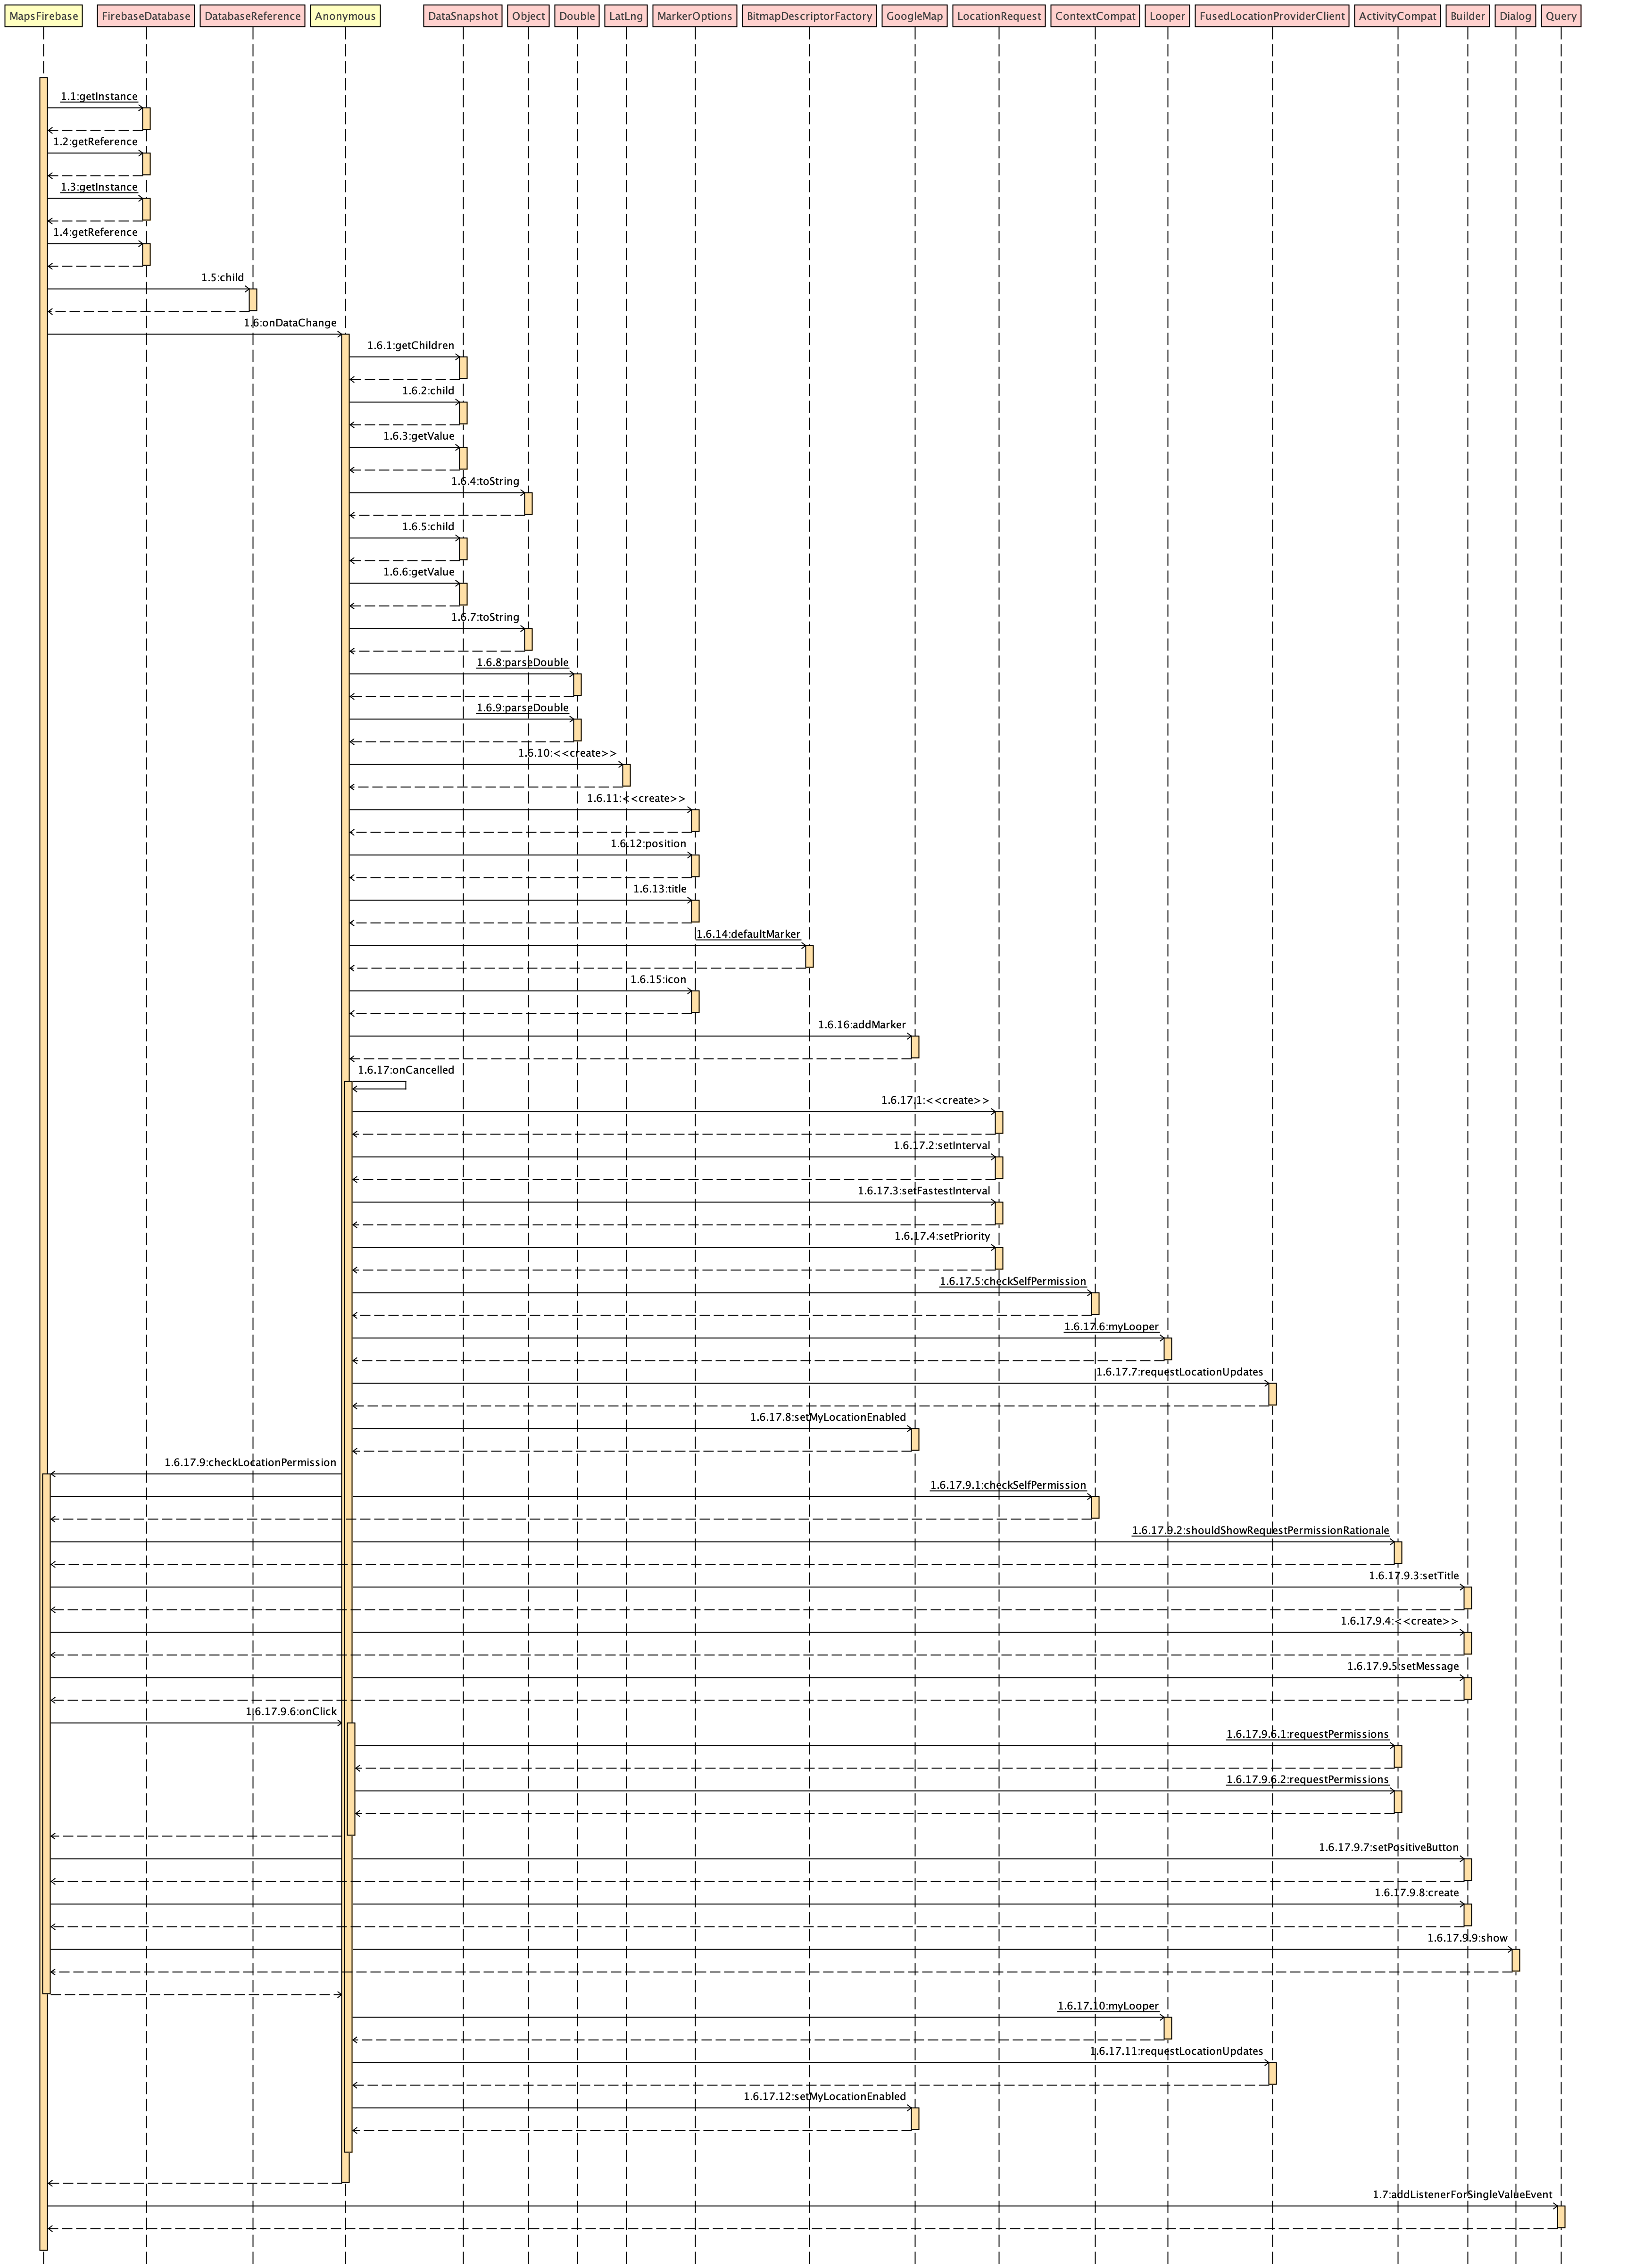 MapsFirebase
FirebaseDatabase
DatabaseReference
Anonymous
DataSnapshot
Object
Double
LatLng
MarkerOptions
BitmapDescriptorFactory
GoogleMap
LocationRequest
ContextCompat
Looper
FusedLocationProviderClient
ActivityCompat
Builder
Dialog
Query
1.1:getInstance
1.2:getReference
1.3:getInstance
1.4:getReference
1.5:child
1.6:onDataChange
1.6.1:getChildren
1.6.2:child
1.6.3:getValue
1.6.4:toString
1.6.5:child
1.6.6:getValue
1.6.7:toString
1.6.8:parseDouble
1.6.9:parseDouble
1.6.10:<<create>>
1.6.11:<<create>>
1.6.12:position
1.6.13:title
1.6.14:defaultMarker
1.6.15:icon
1.6.16:addMarker
1.6.17:onCancelled
1.6.17.1:<<create>>
1.6.17.2:setInterval
1.6.17.3:setFastestInterval
1.6.17.4:setPriority
1.6.17.5:checkSelfPermission
1.6.17.6:myLooper
1.6.17.7:requestLocationUpdates
1.6.17.8:setMyLocationEnabled
1.6.17.9:checkLocationPermission
1.6.17.9.1:checkSelfPermission
1.6.17.9.2:shouldShowRequestPermissionRationale
1.6.17.9.3:setTitle
1.6.17.9.4:<<create>>
1.6.17.9.5:setMessage
1.6.17.9.6:onClick
1.6.17.9.6.1:requestPermissions
1.6.17.9.6.2:requestPermissions
1.6.17.9.7:setPositiveButton
1.6.17.9.8:create
1.6.17.9.9:show
1.6.17.10:myLooper
1.6.17.11:requestLocationUpdates
1.6.17.12:setMyLocationEnabled
1.7:addListenerForSingleValueEvent